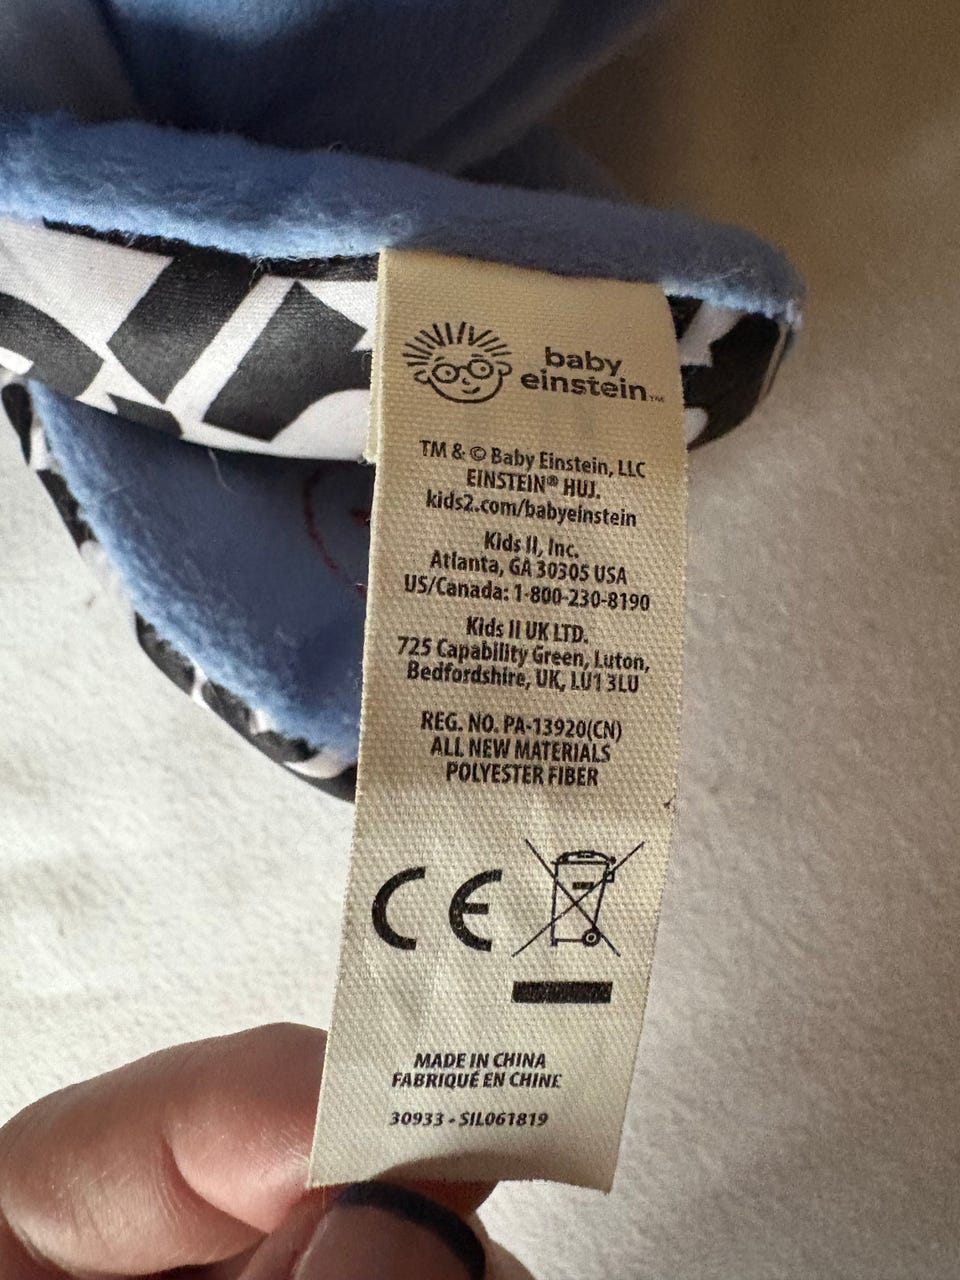 baby
einstein™
TM & © Baby Einstein, LLC
EINSTEIN® HUJ.
kids2.com/babyeinstein
Kids II, Inc.
Atlanta, GA 30305 USA
US/Canada: 1-800-230-8190
Kids II UK LTD.
725 Capability Green, Luton,
Bedfordshire, UK, LU1 3LU
REG. NO. PA-13920(CN)
ALL NEW MATERIALS
POLYESTER FIBER
CE
MADE IN CHINA
FABRIQUÉ EN CHINE
30933 - SIL061819